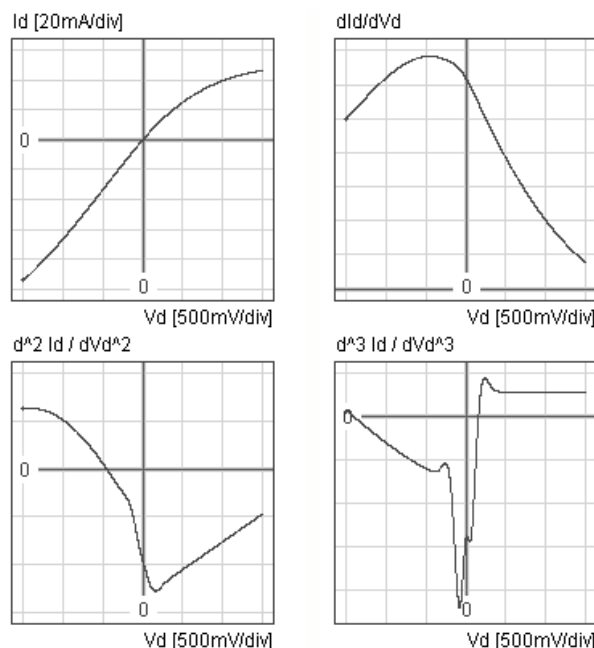 Id [20mA/div]
dId/dVd
0
0
0
Vd [500mV/div]
Vd [500mV/div]
d^2 Id / dVd^2
d^3 Id / dVd^3
0
0
0
0
Vd [500mV/div]
Vd [500mV/div]